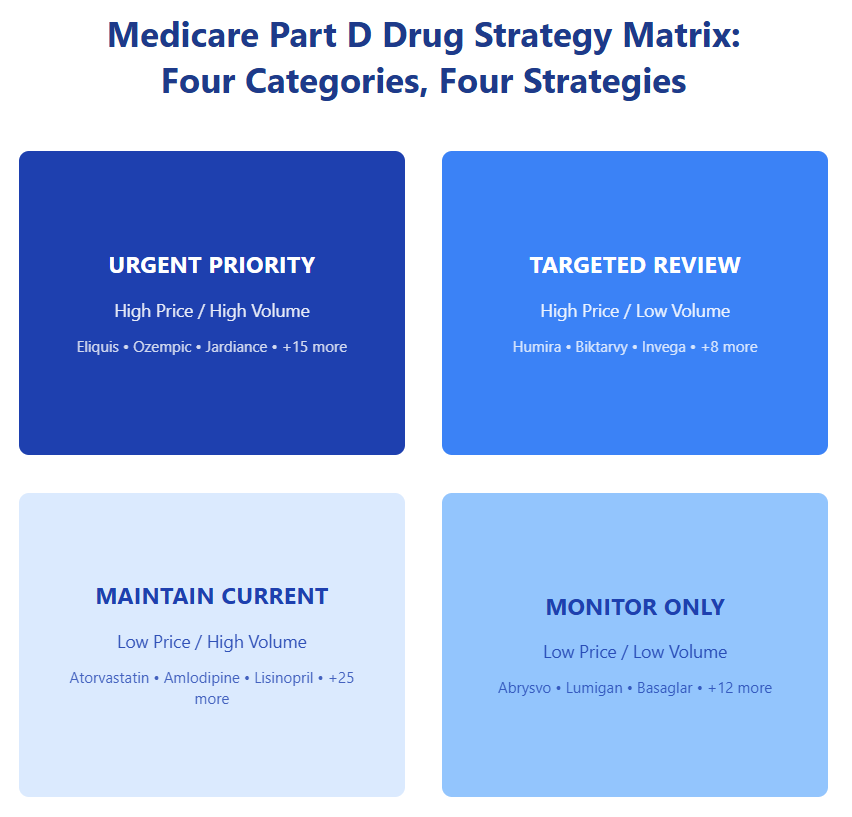 Medicare Part D Drug Strategy Matrix:
Four Categories, Four Strategies
URGENT PRIORITY
High Price / High Volume
Eliquis • Ozempic • Jardiance • +15 more
TARGETED REVIEW
High Price / Low Volume
Humira • Biktarvy • Invega • +8 more
MAINTAIN CURRENT
Low Price / High Volume
Atorvastatin • Amlodipine • Lisinopril • +25
more
MONITOR ONLY
Low Price / Low Volume
Abrysvo • Lumigan • Basaglar • +12 more